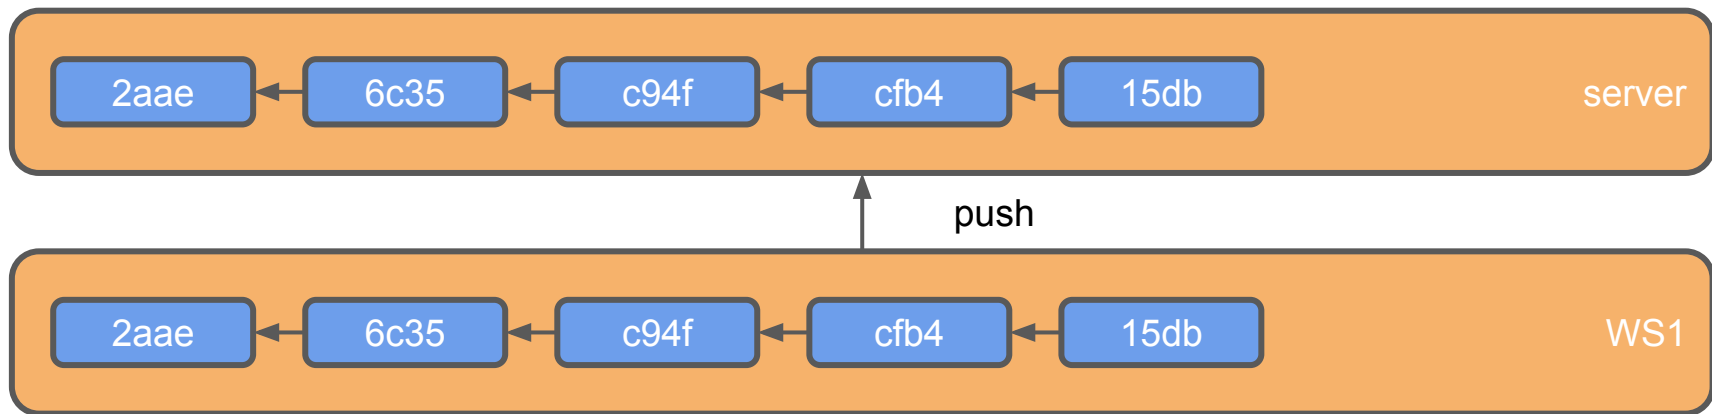 2aae 6c35 c94f cfb4 15db server
push
2aae 6c35 c94f cfb4 15db WS1